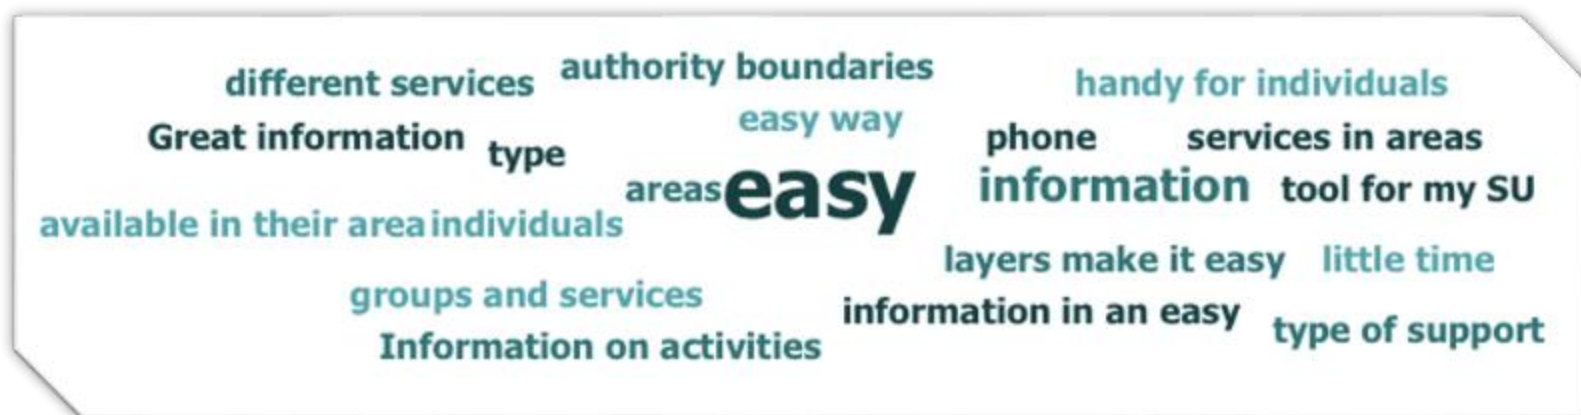 authority boundaries
different services
handy for individuals
easy way
Great information
type
phone
services in areas
areas
easy
information
tool for my SU
available in their area
individuals
layers make it easy
little time
groups and services
information in an easy
type of support
Information on activities